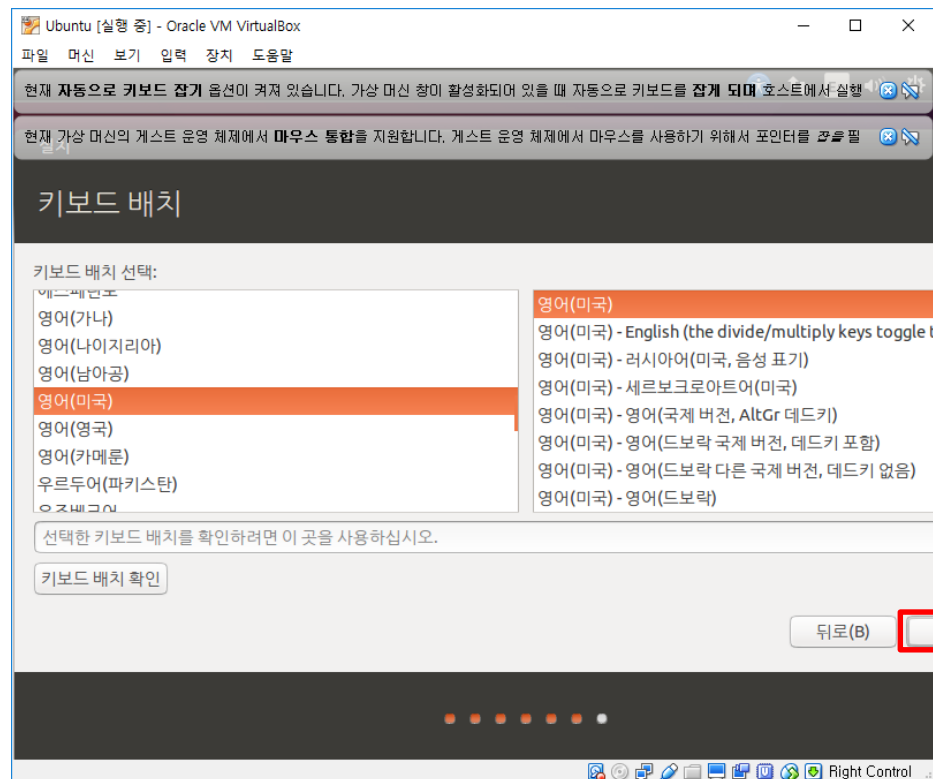 Ubuntu [실행 중] - Oracle VM VirtualBox
파일 머신 보기 입력 장치 도움말
현재 자동으로 키보드 잡기 옵션이 켜져 있습니다. 가상 머신 창이 활성화되어 있을 때 자동으로 키보드를 잡게 되며 호스트에서 실행
현재 가상 머신의 게스트 운영 체제에서 마우스 통합을 지원합니다. 게스트 운영 체제에서 마우스를 사용하기 위해서 포인터를 잡을 필
설치
키보드 배치
키보드 배치 선택:
에스페란토
영어(가나)
영어(나이지리아)
영어(남아공)
영어(미국)
영어(영국)
영어(카메룬)
우르두어(파키스탄)
우즈베크어
영어(미국)
영어(미국) - English (the divide/multiply keys toggle
영어(미국) - 러시아어(미국, 음성 표기)
영어(미국) - 세르보크로아트어(미국)
영어(미국) - 영어(국제 버전, AltGr 데드키)
영어(미국) - 영어(드보락 국제 버전, 데드키 포함)
영어(미국) - 영어(드보락 다른 국제 버전, 데드키 없음)
영어(미국) - 영어(드보락)
선택한 키보드 배치를 확인하려면 이 곳을 사용하십시오.
키보드 배치 확인
뒤로(B)
Right Control